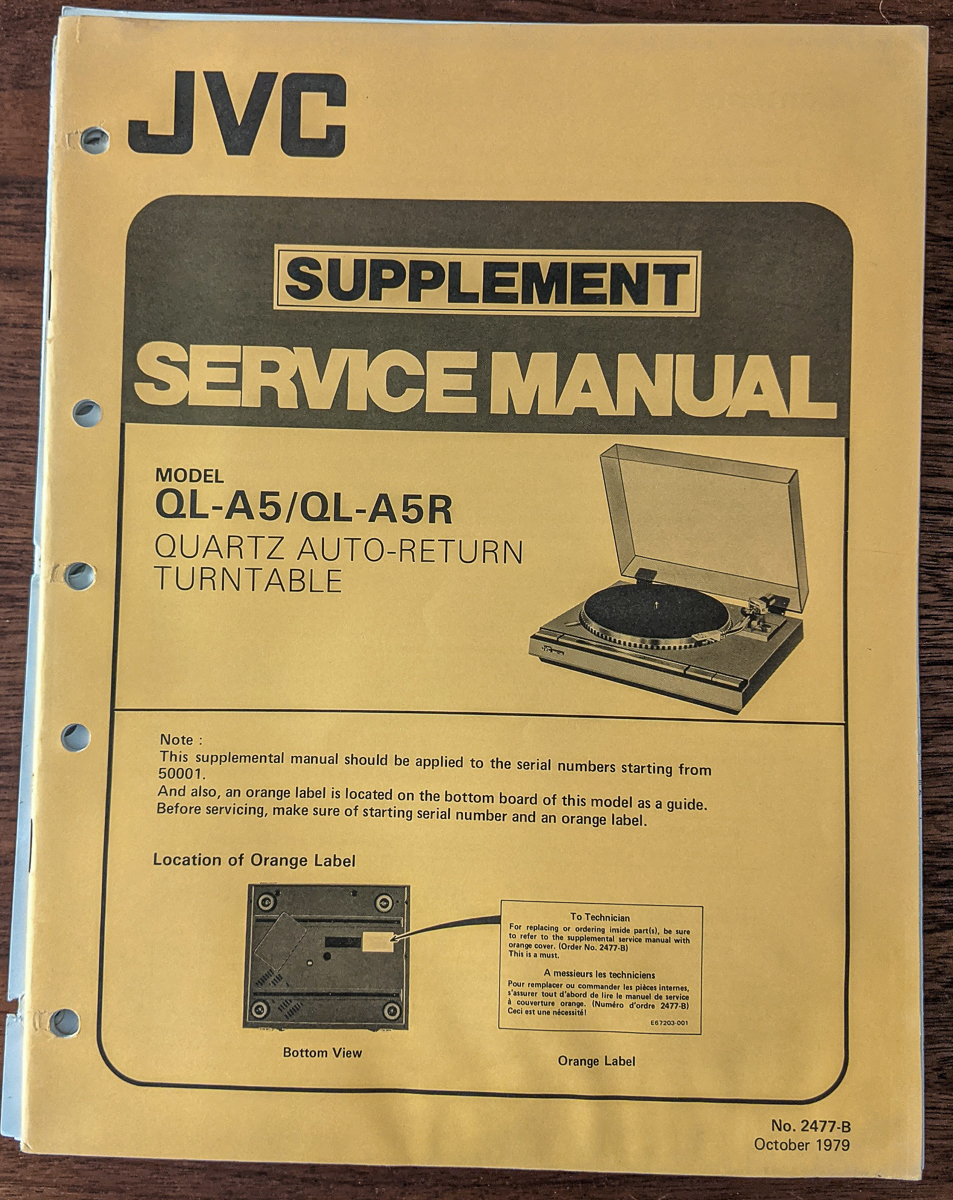 JVC
SUPPLEMENT
SERVICE MANUAL
MODEL
QL-A5/QL-A5R
QUARTZ AUTO-RETURN
TURNTABLE
JVC
Note :
This supplemental manual should be applied to the serial numbers starting from
50001.
And also, an orange label is located on the bottom board of this model as a guide.
Before servicing, make sure of starting serial number and an orange label.
Location of Orange Label
To Technician
For replacing or ordering inside part(s), be sure
to refer to the supplemental service manual with
orange cover. (Order No. 2477-B)
This is a must.
A messieurs les techniciens
Pour remplacer ou commander les pièces internes,
s'assurer tout d'abord de lire le manuel de service
à couverture orange. (Numéro d'ordre 2477-B)
Ceci est une nécessité!
E67203-001
Bottom View
Orange Label
No. 2477-B
October 1979